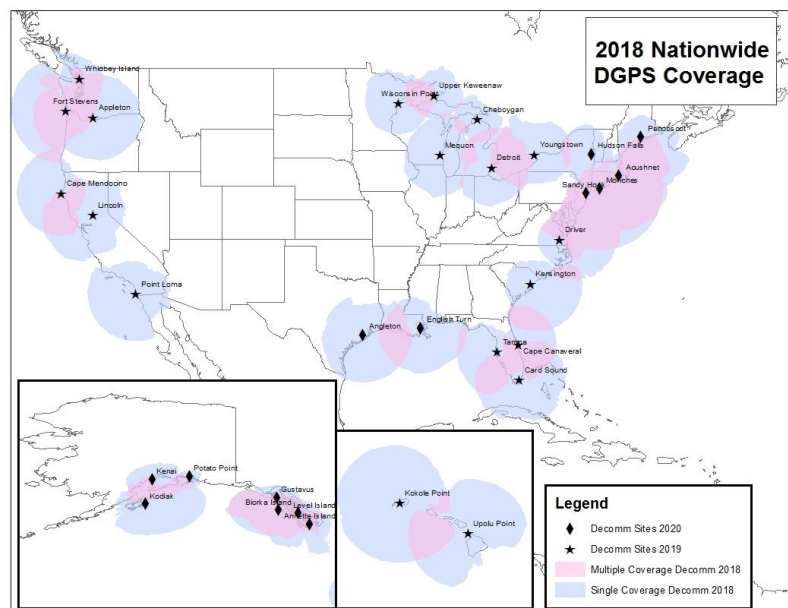 2018 Nationwide
DGPS Coverage
Whidbey Island
Fort Stevens
Appleton
Cape Mendocino
Lincoln
Point Loma
Wisconsin Point
Upper Keweenaw
Cheboygan
Mequon
Detroit
Youngstown
Hudson Falls
Penobscot
Acushnet
Sandy Hook
Moriches
Driver
Kensington
Angleton
English Turn
Tampa
Cape Canaveral
Card Sound
Kenai
Potato Point
Kodiak
Gustavus
Biorka Island
Level Island
Annette Island
Kokole Point
Upolu Point
Legend
Decomm Sites 2020
Decomm Sites 2019
Multiple Coverage Decomm 2018
Single Coverage Decomm 2018